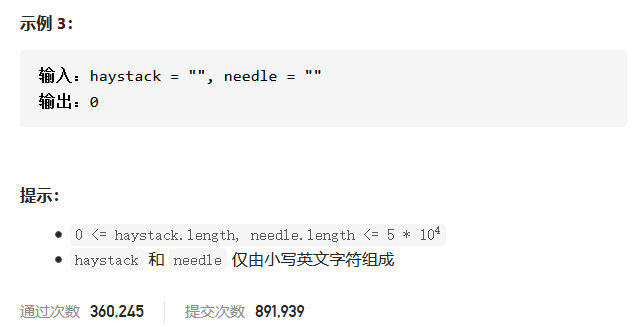 示例 3：
输入：haystack = "", needle = ""
输出：0
提示：
0 <= haystack.length, needle.length <= 5 * 10⁴
haystack 和 needle 仅由小写英文字符组成
通过次数 360,245 提交次数 891,939